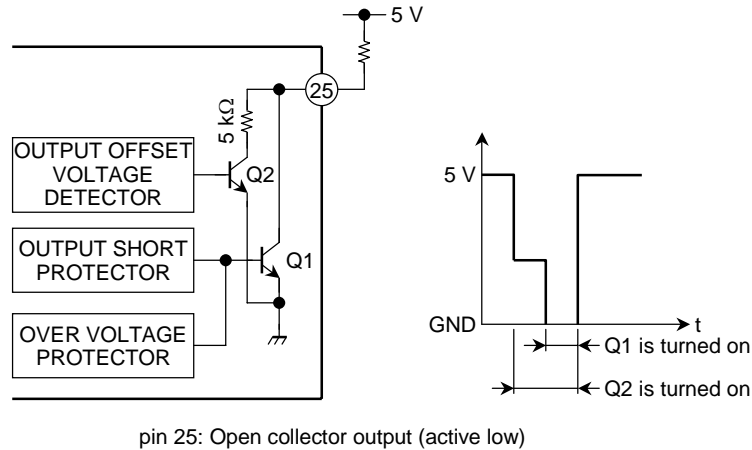 5 V
25
5 kΩ
OUTPUT OFFSET
VOLTAGE
DETECTOR
Q2
OUTPUT SHORT
PROTECTOR
Q1
OVER VOLTAGE
PROTECTOR
5 V
GND
t
Q1 is turned on
Q2 is turned on
pin 25: Open collector output (active low)